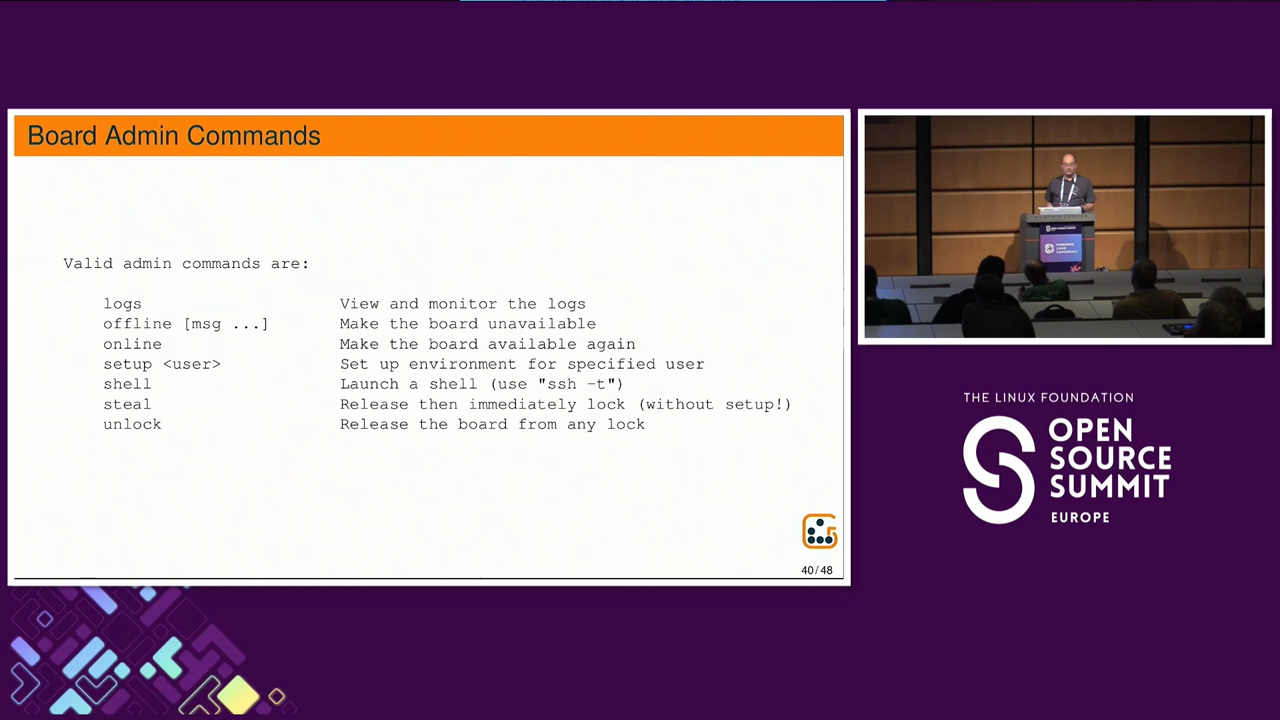 Board Admin Commands
Valid admin commands are:
logs View and monitor the logs
offline [msg ...] Make the board unavailable
online Make the board available again
setup <user> Set up environment for specified user
shell Launch a shell (use "ssh -t")
steal Release then immediately lock (without setup!)
unlock Release the board from any lock
40/48
THE LINUX FOUNDATION
OPEN
SOURCE
SUMMIT
EUROPE